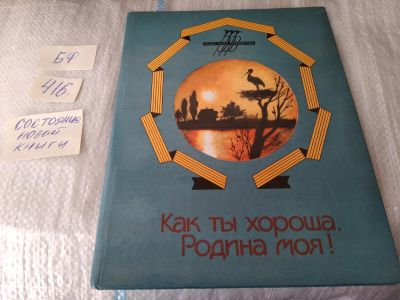 БФ
416.
СОСТОЯНИЕ
НОВОЙ
КНИГИ
Как ты хороша,
Родина моя!